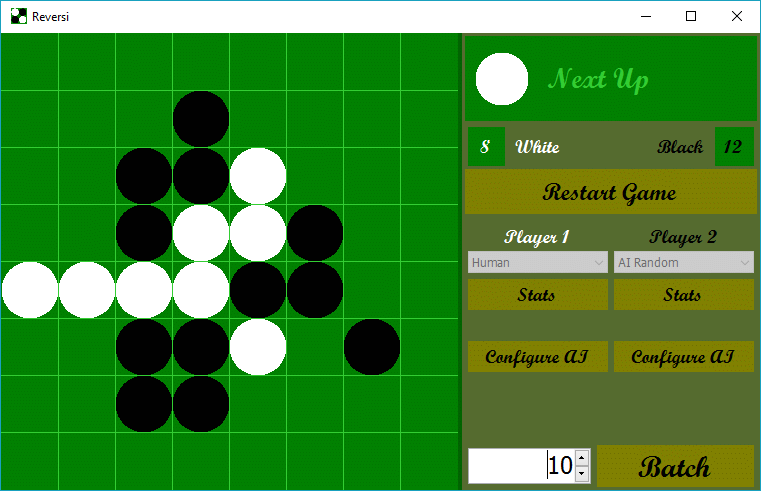 Reversi
Next Up
8 White Black 12
Restart Game
Player 1 Player 2
Human AI Random
Stats Stats
Configure AI Configure AI
10 Batch